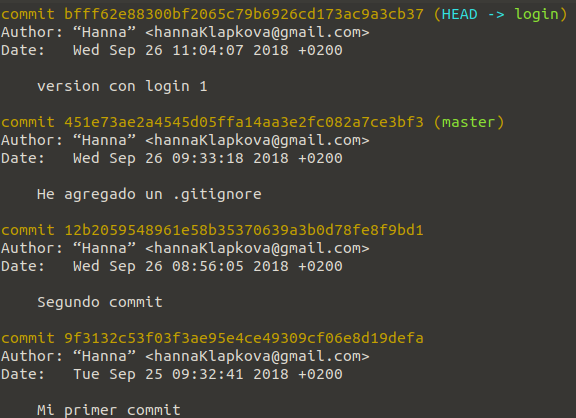 commit bfff62e88300bf2065c79b6926cd173ac9a3cb37 (HEAD -> login)
Author: “Hanna” <hannaKlapkova@gmail.com>
Date:   Wed Sep 26 11:04:07 2018 +0200
version con login 1
commit 451e73ae2a4545d05ffa14aa3e2fc082a7ce3bf3 (master)
Author: “Hanna” <hannaKlapkova@gmail.com>
Date:   Wed Sep 26 09:33:18 2018 +0200
He agregado un .gitignore
commit 12b2059548961e58b35370639a3b0d78fe8f9bd1
Author: “Hanna” <hannaKlapkova@gmail.com>
Date:   Wed Sep 26 08:56:05 2018 +0200
Segundo commit
commit 9f3132c53f03f3ae95e4ce49309cf06e8d19defa
Author: “Hanna” <hannaKlapkova@gmail.com>
Date:   Tue Sep 25 09:32:41 2018 +0200
Mi primer commit